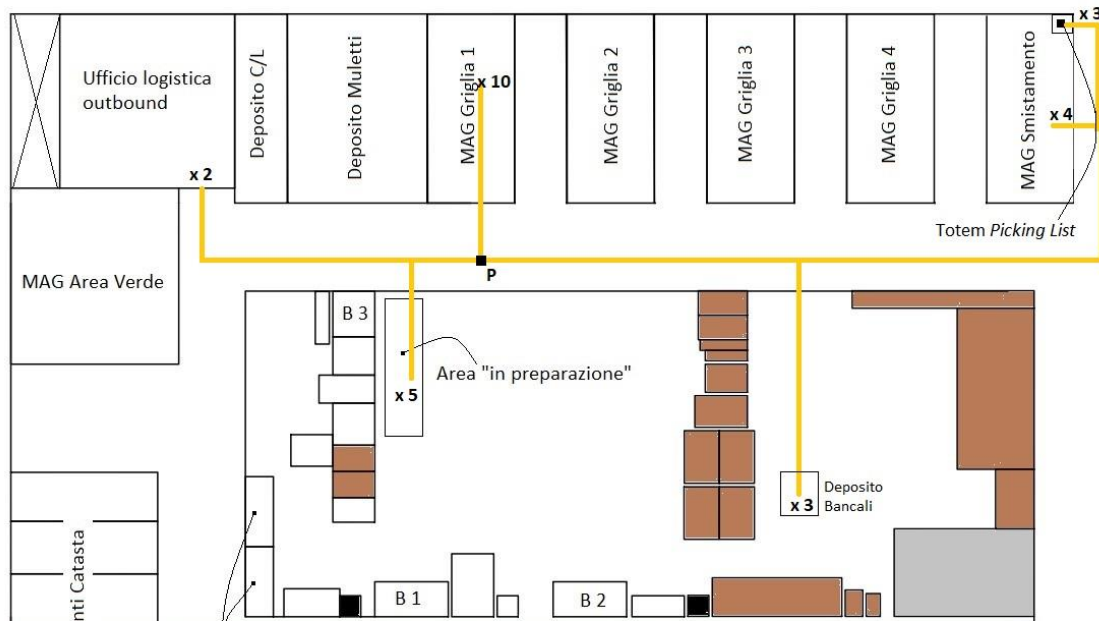 Ufficio logistica
outbound
Deposito C/L
Deposito Muletti
MAG Griglia 1
x 10
MAG Griglia 2
MAG Griglia 3
MAG Griglia 4
MAG Smistamento
x 3
x 4
x 2
Totem Picking List
P
MAG Area Verde
B 3
Area "in preparazione"
x 5
Deposito
Bancali
x 3
nti Catasta
B 1
B 2